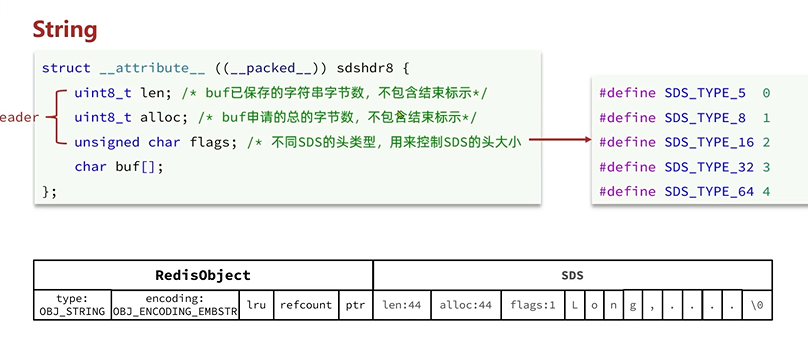 String
struct __attribute__ ((__packed__)) sdshdr8 {
uint8_t len; /* buf已保存的字符串字节数，不包含结束标示*/
eader uint8_t alloc; /* buf申请的总的字节数，不包含结束标示*/
unsigned char flags; /* 不同SDS的头类型，用来控制SDS的头大小
char buf[];
};
#define SDS_TYPE_5 0
#define SDS_TYPE_8 1
#define SDS_TYPE_16 2
#define SDS_TYPE_32 3
#define SDS_TYPE_64 4
RedisObject SDS
type: OBJ_STRING encoding: OBJ_ENCODING_EMBSTR lru refcount ptr len:44 alloc:44 flags:1 L o n g , . . . . \0